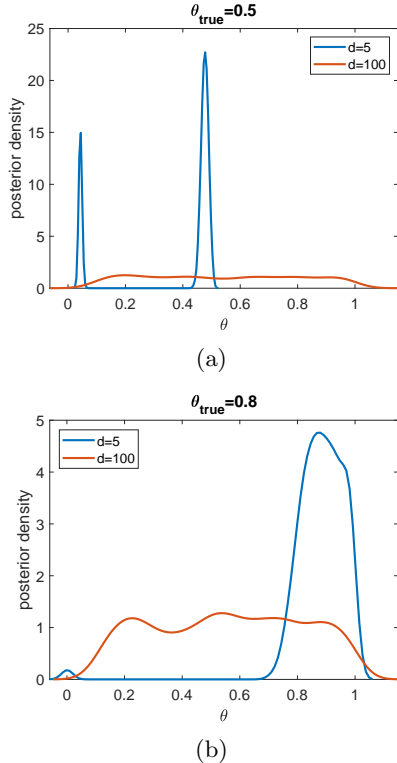 θtrue=0.5
25
20
15
10
5
0
posterior density
d=5
d=100
0 0.2 0.4 0.6 0.8 1
θ
(a)
θtrue=0.8
5
4
3
2
1
0
posterior density
d=5
d=100
0 0.2 0.4 0.6 0.8 1
θ
(b)